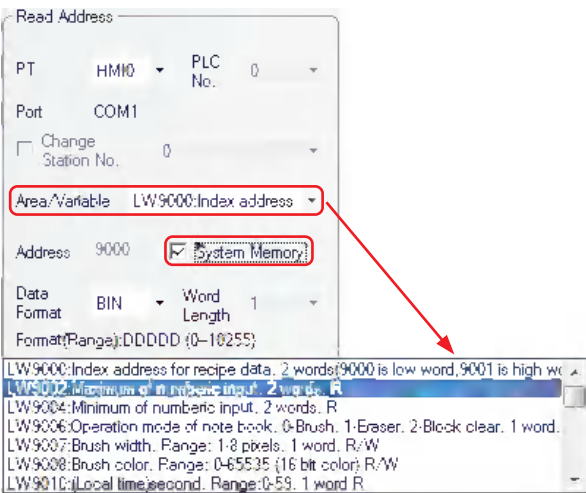 Read Address
PT HMI0 PLC No. 0
Port COM1
Change Station No. 0
Area/Variable LW9000:Index address
Address 9000 System Memory
Data Format BIN Word Length 1
Format(Range):DDDDD (0~10255)
LW9000:Index address for recipe data. 2 words(9000 is low word,9001 is high wo
LW9002:Maximum of numberic input. 2 words. R
LW9004:Minimum of numberic input. 2 words. R
LW9006:Operation mode of note book. 0-Brush. 1-Eraser. 2-Block clear. 1 word.
LW9007:Brush width. Range: 1-8 pixels. 1 word. R/W
LW9008:Brush color. Range: 0-65535 (16 bit color) R/W
LW9010:(Local time)second. Range:0-59. 1 word R